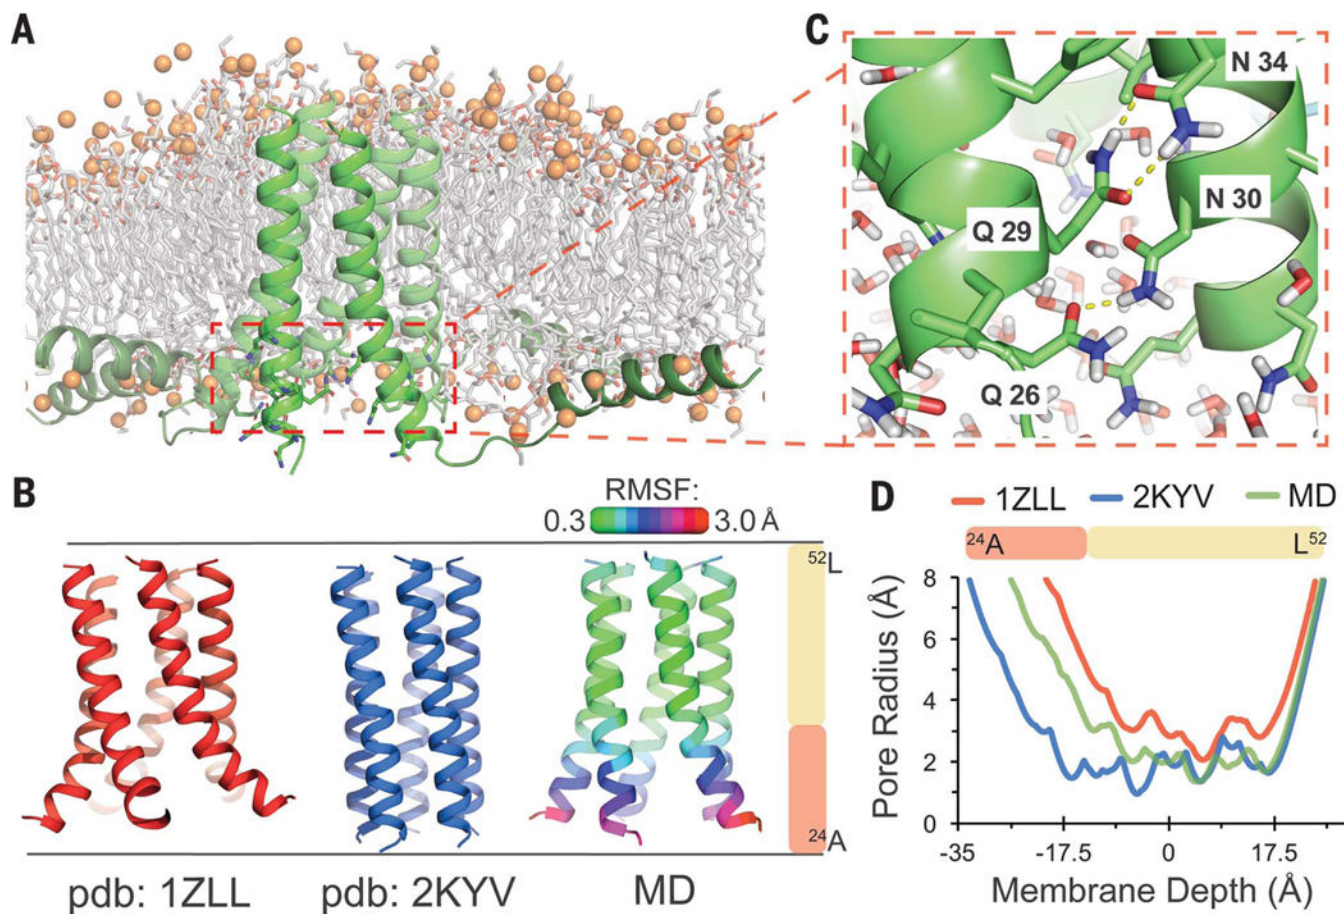 A
C
N 34
N 30
Q 29
Q 26
B
RMSF:
0.3
3.0 Å
⁵²L
²⁴A
pdb: 1ZLL
pdb: 2KYV
MD
D
1ZLL
2KYV
MD
²⁴A
L⁵²
Pore Radius (Å)
8
6
4
2
0
-35
-17.5
0
17.5
Membrane Depth (Å)